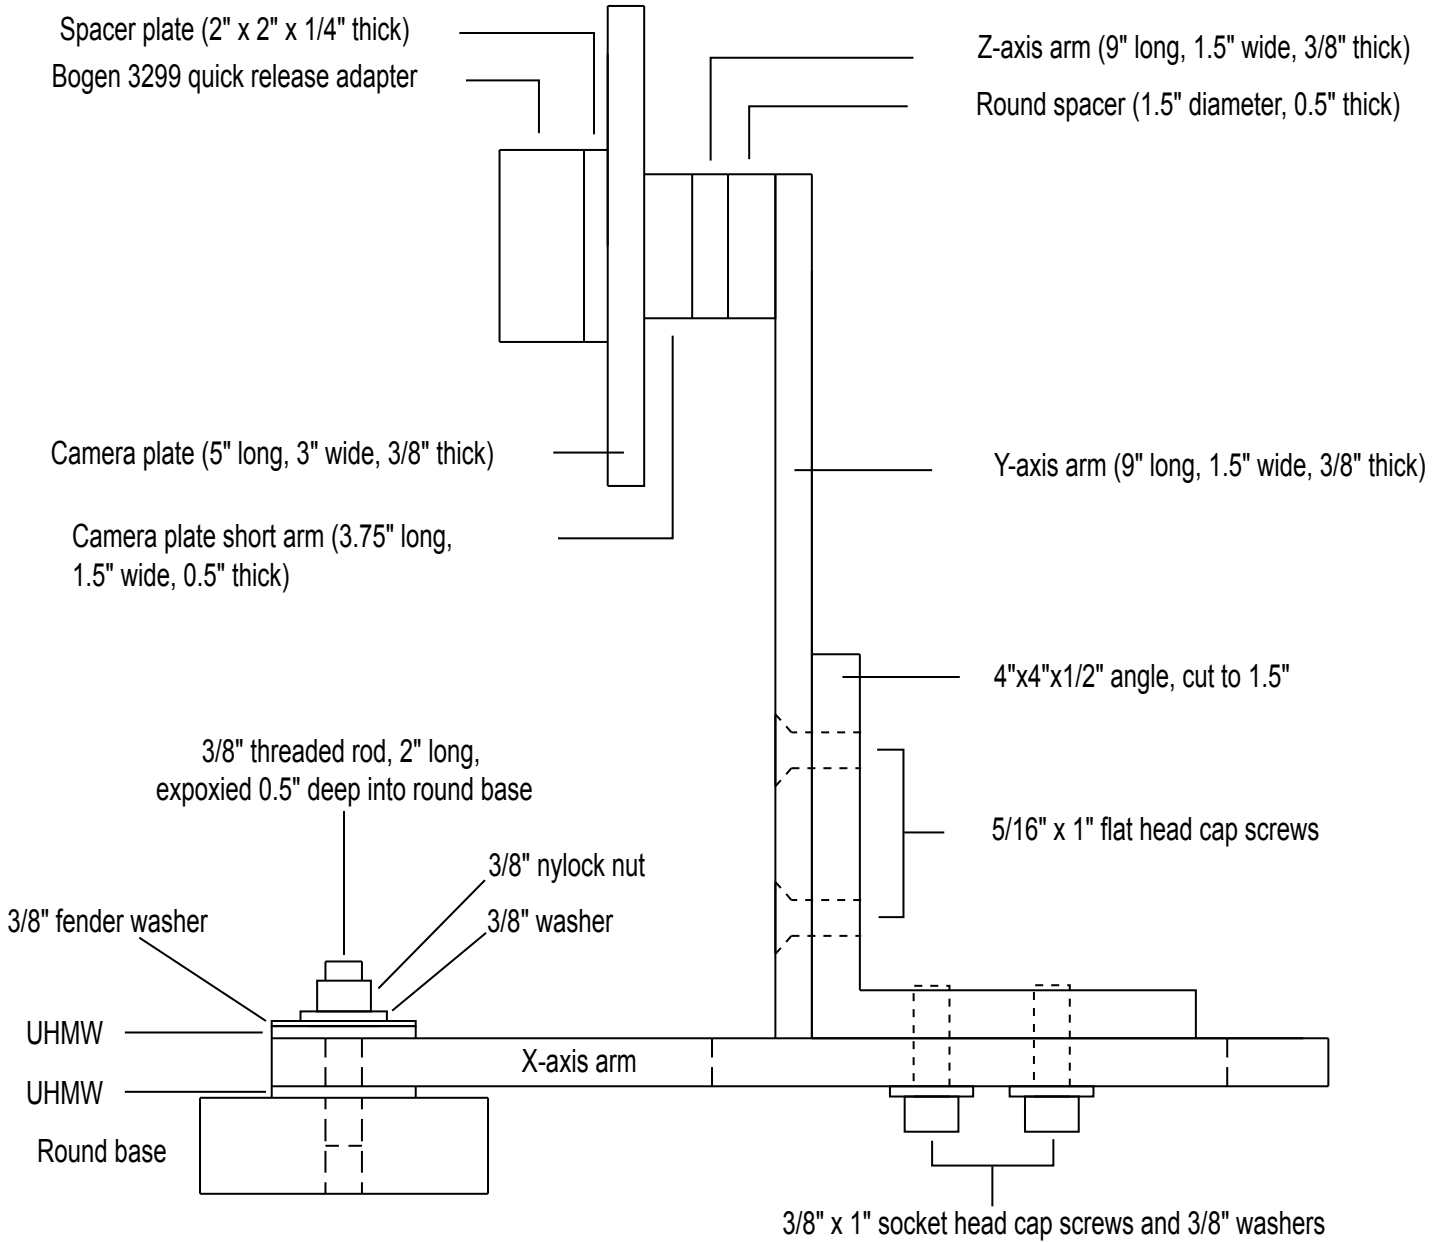 Spacer plate (2" x 2" x 1/4" thick)
Bogen 3299 quick release adapter
Z-axis arm (9" long, 1.5" wide, 3/8" thick)
Round spacer (1.5" diameter, 0.5" thick)
Camera plate (5" long, 3" wide, 3/8" thick)
Y-axis arm (9" long, 1.5" wide, 3/8" thick)
Camera plate short arm (3.75" long,
1.5" wide, 0.5" thick)
4"x4"x1/2" angle, cut to 1.5"
3/8" threaded rod, 2" long,
expoxied 0.5" deep into round base
5/16" x 1" flat head cap screws
3/8" nylock nut
3/8" fender washer
3/8" washer
UHMW
X-axis arm
UHMW
Round base
3/8" x 1" socket head cap screws and 3/8" washers